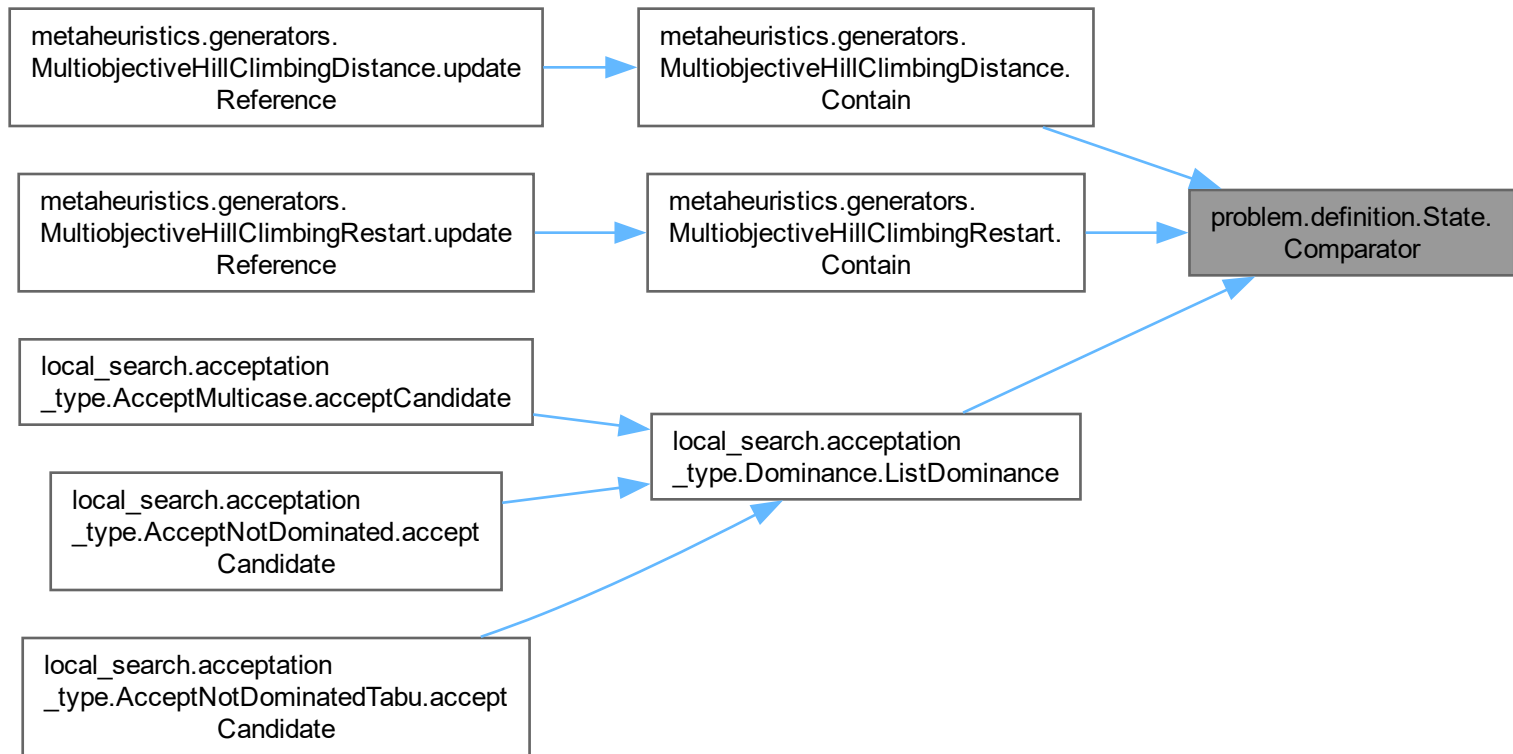 metaheuristics.generators.
MultiobjectiveHillClimbingDistance.update
Reference
metaheuristics.generators.
MultiobjectiveHillClimbingDistance.
Contain
metaheuristics.generators.
MultiobjectiveHillClimbingRestart.update
Reference
metaheuristics.generators.
MultiobjectiveHillClimbingRestart.
Contain
problem.definition.State.
Comparator
local_search.acceptation
_type.AcceptMulticase.acceptCandidate
local_search.acceptation
_type.Dominance.ListDominance
local_search.acceptation
_type.AcceptNotDominated.accept
Candidate
local_search.acceptation
_type.AcceptNotDominatedTabu.accept
Candidate